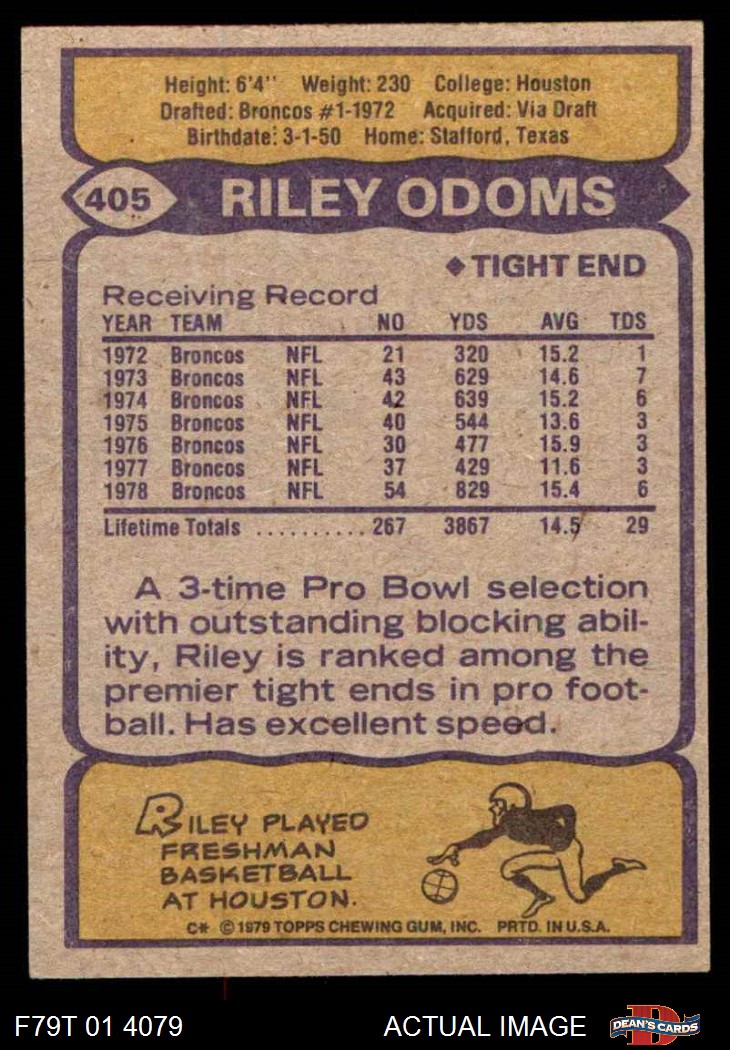 Height: 6'4'' Weight: 230 College: Houston
Drafted: Broncos #1-1972 Acquired: Via Draft
Birthdate: 3-1-50 Home: Stafford, Texas
405 RILEY ODOMS
◆TIGHT END
Receiving Record
YEAR TEAM NO YDS AVG TDS
1972 Broncos NFL 21 320 15.2 1
1973 Broncos NFL 43 629 14.6 7
1974 Broncos NFL 42 639 15.2 6
1975 Broncos NFL 40 544 13.6 3
1976 Broncos NFL 30 477 15.9 3
1977 Broncos NFL 37 429 11.6 3
1978 Broncos NFL 54 829 15.4 6
Lifetime Totals .......... 267 3867 14.5 29
A 3-time Pro Bowl selection
with outstanding blocking abil-
ity, Riley is ranked among the
premier tight ends in pro foot-
ball. Has excellent speed.
RILEY PLAYED
FRESHMAN
BASKETBALL
AT HOUSTON.
C* ©1979 TOPPS CHEWING GUM, INC. PRTD. IN U.S.A.
F79T 01 4079 ACTUAL IMAGE D DEAN'S CARDS